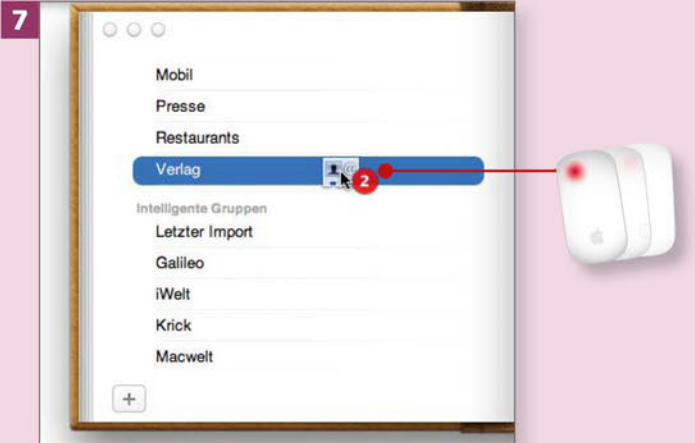 7
Mobil
Presse
Restaurants
Verlag @ 2
Intelligente Gruppen
Letzter Import
Galileo
iWelt
Krick
Macwelt
+